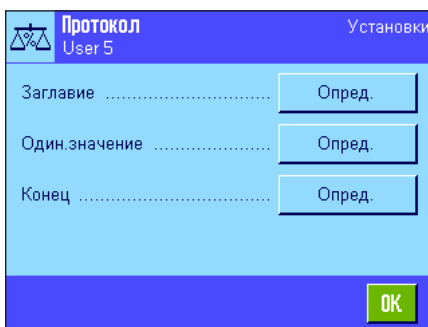 Протокол Установки
User 5
Заглавие ................................ Опред.
Один.значение ....................... Опред.
Конец ..................................... Опред.
OK